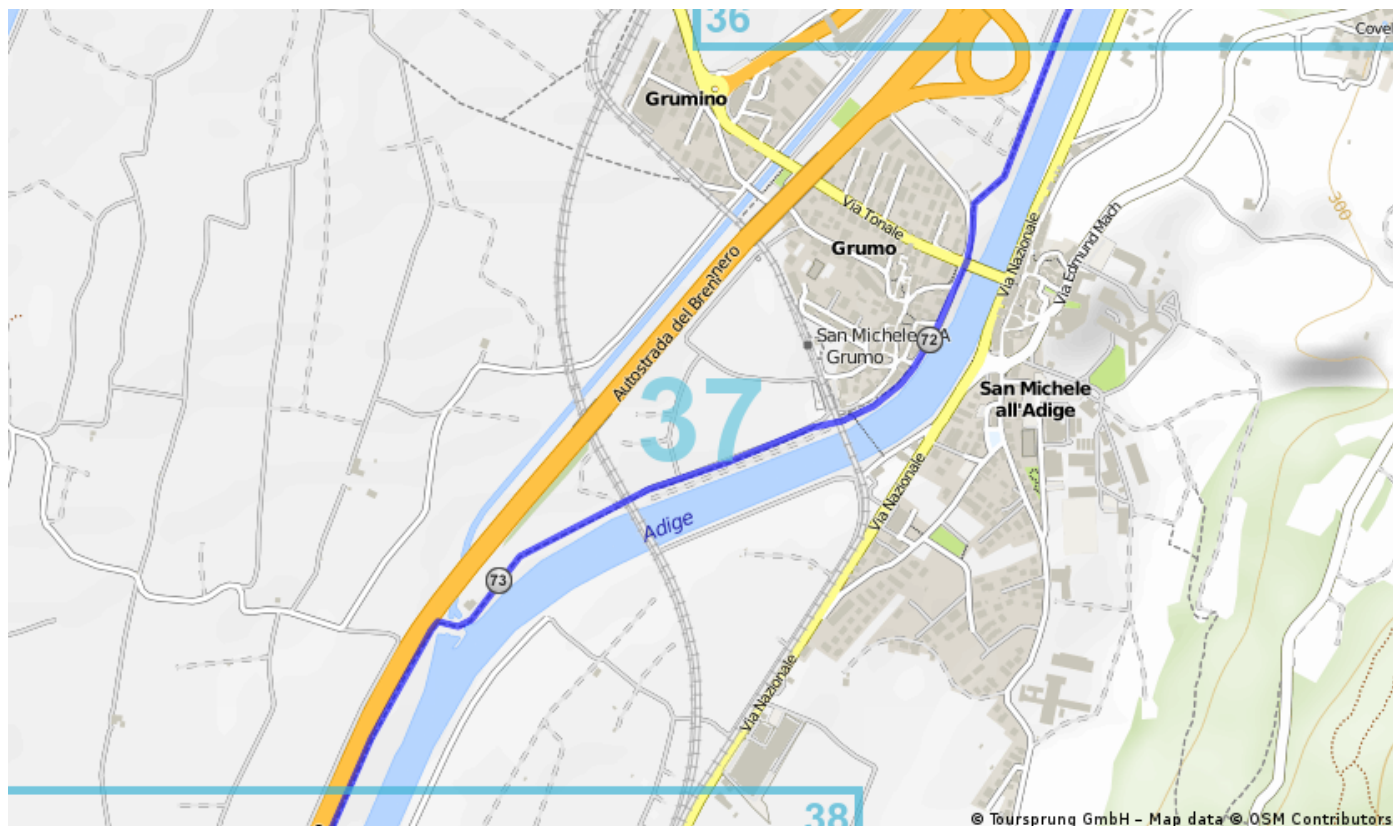 36
Covel
Grumino
300
Via Tonale
Via Nazionale
Via Edmund Mach
Grumo
Autostrada del Brennero
San Michele A
72
Grumo
37
San Michele
all'Adige
Via Nazionale
Adige
73
Via Nazionale
38
© Toursprung GmbH – Map data © OSM Contributors